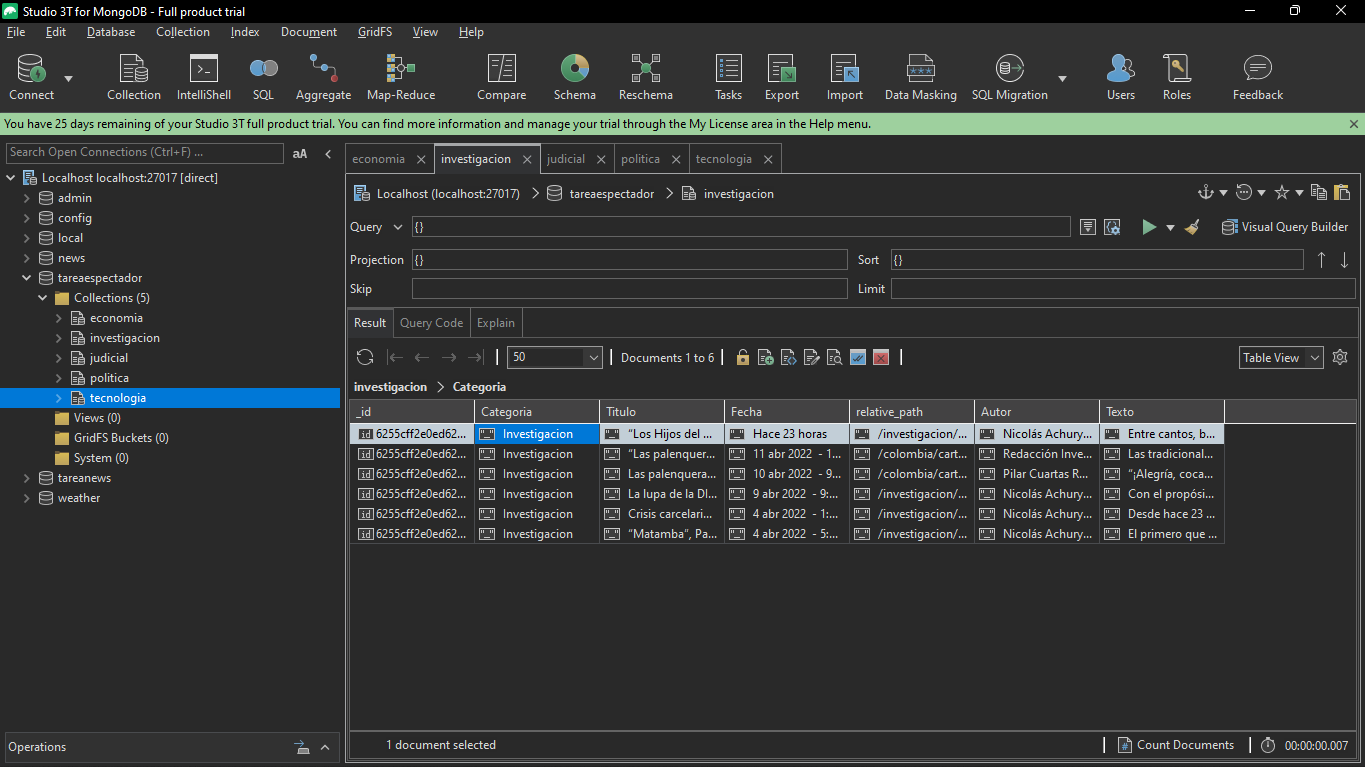 Studio 3T for MongoDB - Full product trial
File Edit Database Collection Index Document GridFS View Help
Connect Collection IntelliShell SQL Aggregate Map-Reduce Compare Schema Reschema Tasks Export Import Data Masking SQL Migration Users Roles Feedback
You have 25 days remaining of your Studio 3T full product trial. You can find more information and manage your trial through the My License area in the Help menu.
Search Open Connections (Ctrl+F) ... aA
Localhost localhost:27017 [direct]
admin
config
local
news
tareaespectador
Collections (5)
economia
investigacion
judicial
politica
tecnologia
Views (0)
GridFS Buckets (0)
System (0)
tareanews
weather
Operations
economia investigacion judicial politica tecnologia
Localhost (localhost:27017) tareaespectador investigacion
Query {} Visual Query Builder
Projection {} Sort {}
Skip Limit
Result Query Code Explain
50 Documents 1 to 6 Table View
investigacion > Categoria
_id Categoria Titulo Fecha relative_path Autor Texto
6255cff2e0ed62... Investigacion “Los Hijos del ... Hace 23 horas /investigacion/... Nicolás Achury... Entre cantos, b...
6255cff2e0ed62... Investigacion “Las palenquer... 11 abr 2022 - 1... /colombia/cart... Redacción Inve... Las tradicional...
6255cff2e0ed62... Investigacion Las palenquera... 10 abr 2022 - 9... /colombia/cart... Pilar Cuartas R... “¡Alegría, coca...
6255cff2e0ed62... Investigacion La lupa de la DI... 9 abr 2022 - 9:... /investigacion/... Nicolás Achury... Con el propósi...
6255cff2e0ed62... Investigacion Crisis carcelari... 4 abr 2022 - 1:... /investigacion/... Nicolás Achury... Desde hace 23 ...
6255cff2e0ed62... Investigacion “Matamba”, Pa... 4 abr 2022 - 5:... /investigacion/... Nicolás Achury... El primero que ...
1 document selected Count Documents 00:00:00.007